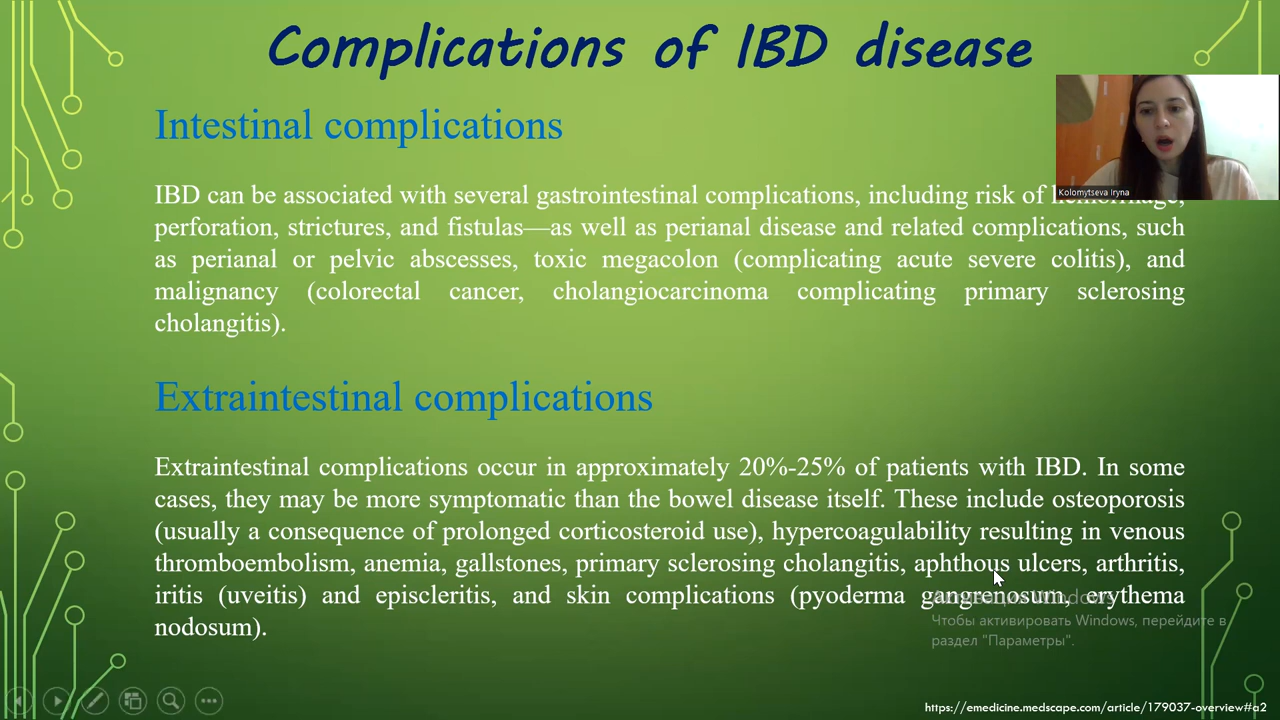 Complications of IBD disease
Intestinal complications
Kolomytseva Iryna
IBD can be associated with several gastrointestinal complications, including risk of hemorrhage,
perforation, strictures, and fistulas—as well as perianal disease and related complications, such
as perianal or pelvic abscesses, toxic megacolon (complicating acute severe colitis), and
malignancy (colorectal cancer, cholangiocarcinoma complicating primary sclerosing
cholangitis).
Extraintestinal complications
Extraintestinal complications occur in approximately 20%-25% of patients with IBD. In some
cases, they may be more symptomatic than the bowel disease itself. These include osteoporosis
(usually a consequence of prolonged corticosteroid use), hypercoagulability resulting in venous
thromboembolism, anemia, gallstones, primary sclerosing cholangitis, aphthous ulcers, arthritis,
iritis (uveitis) and episcleritis, and skin complications (pyoderma gangrenosum, erythema
nodosum).
Активация Windows
Чтобы активировать Windows, перейдите в
раздел "Параметры".
https://emedicine.medscape.com/article/179037-overview#a2